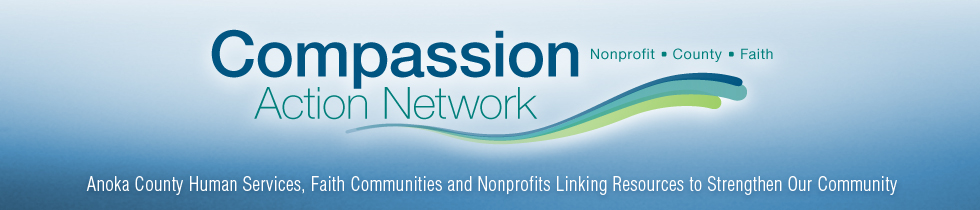 Compassion
Nonprofit ▪ County ▪ Faith
Action Network
Anoka County Human Services, Faith Communities and Nonprofits Linking Resources to Strengthen Our Community